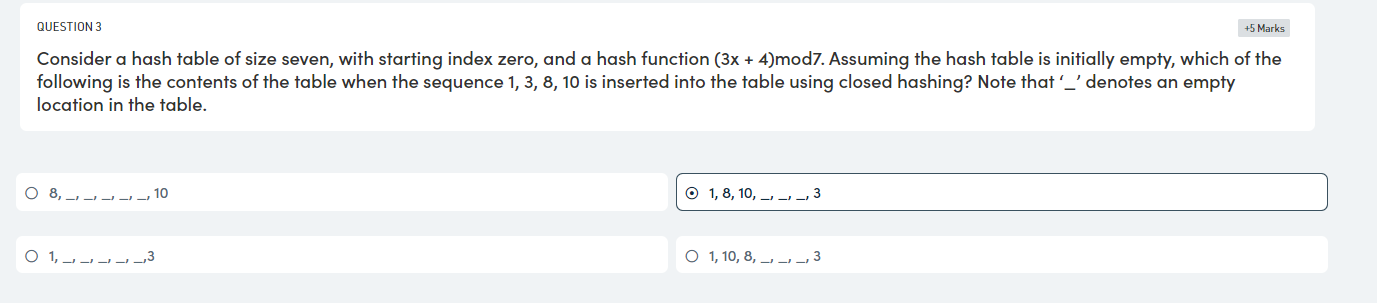 QUESTION 3
+5 Marks
Consider a hash table of size seven, with starting index zero, and a hash function (3x + 4)mod7. Assuming the hash table is initially empty, which of the
following is the contents of the table when the sequence 1, 3, 8, 10 is inserted into the table using closed hashing? Note that ‘_’ denotes an empty
location in the table.
8, _, _, _, _, _, 10
1, 8, 10, _, _, _, 3
1, _, _, _, _, _,3
1, 10, 8, _, _, _, 3